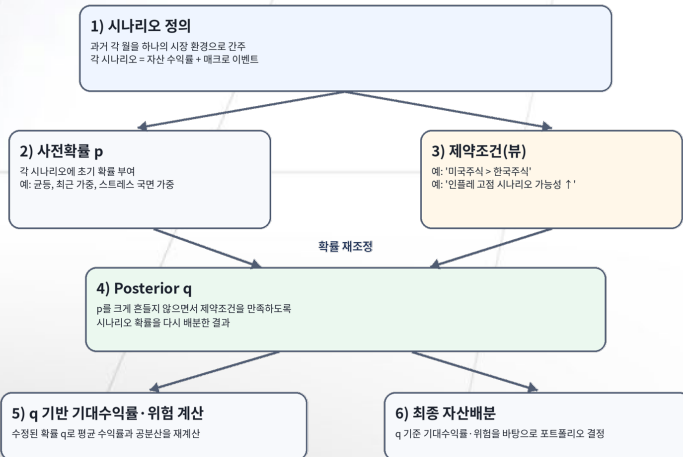 1) 시나리오 정의
과거 각 월을 하나의 시장 환경으로 간주
각 시나리오 = 자산 수익률 + 매크로 이벤트
2) 사전확률 p
각 시나리오에 초기 확률 부여
예: 균등, 최근 가중, 스트레스 국면 가중
3) 제약조건(뷰)
예: '미국주식 > 한국주식'
예: '인플레 고점 시나리오 가능성 ↑'
확률 재조정
4) Posterior q
p를 크게 흔들지 않으면서 제약조건을 만족하도록
시나리오 확률을 다시 배분한 결과
5) q 기반 기대수익률·위험 계산
수정된 확률 q로 평균 수익률과 공분산을 재계산
6) 최종 자산배분
q 기준 기대수익률·위험을 바탕으로 포트폴리오 결정